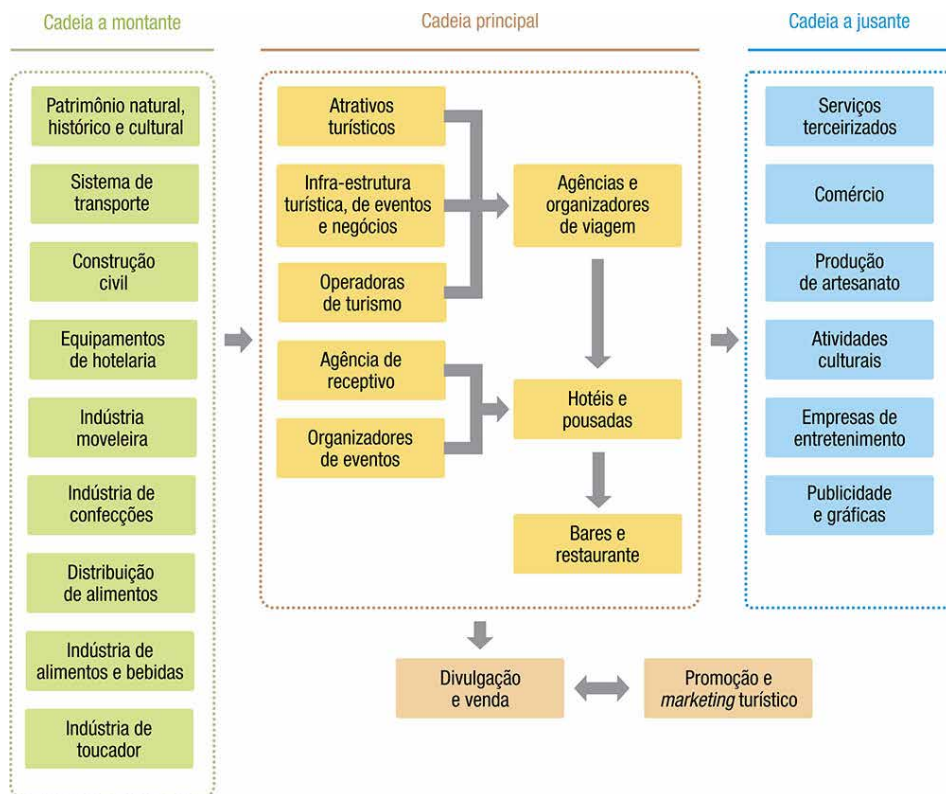 Cadeia a montante
Patrimônio natural,
histórico e cultural
Sistema de
transporte
Construção
civil
Equipamentos
de hotelaria
Indústria
moveleira
Indústria de
confecções
Distribuição
de alimentos
Indústria de
alimentos e bebidas
Indústria de
toucador
Cadeia principal
Atrativos
turísticos
Infra-estrutura
turística, de eventos
e negócios
Operadoras
de turismo
Agência de
receptivo
Organizadores
de eventos
Agências e
organizadores
de viagem
Hotéis e
pousadas
Bares e
restaurante
Cadeia a jusante
Serviços
terceirizados
Comércio
Produção
de artesanato
Atividades
culturais
Empresas de
entretenimento
Publicidade
e gráficas
Divulgação
e venda
Promoção e
marketing turístico